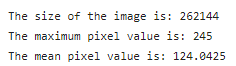 The size of the image is: 262144
The maximum pixel value is: 245
The mean pixel value is: 124.0425